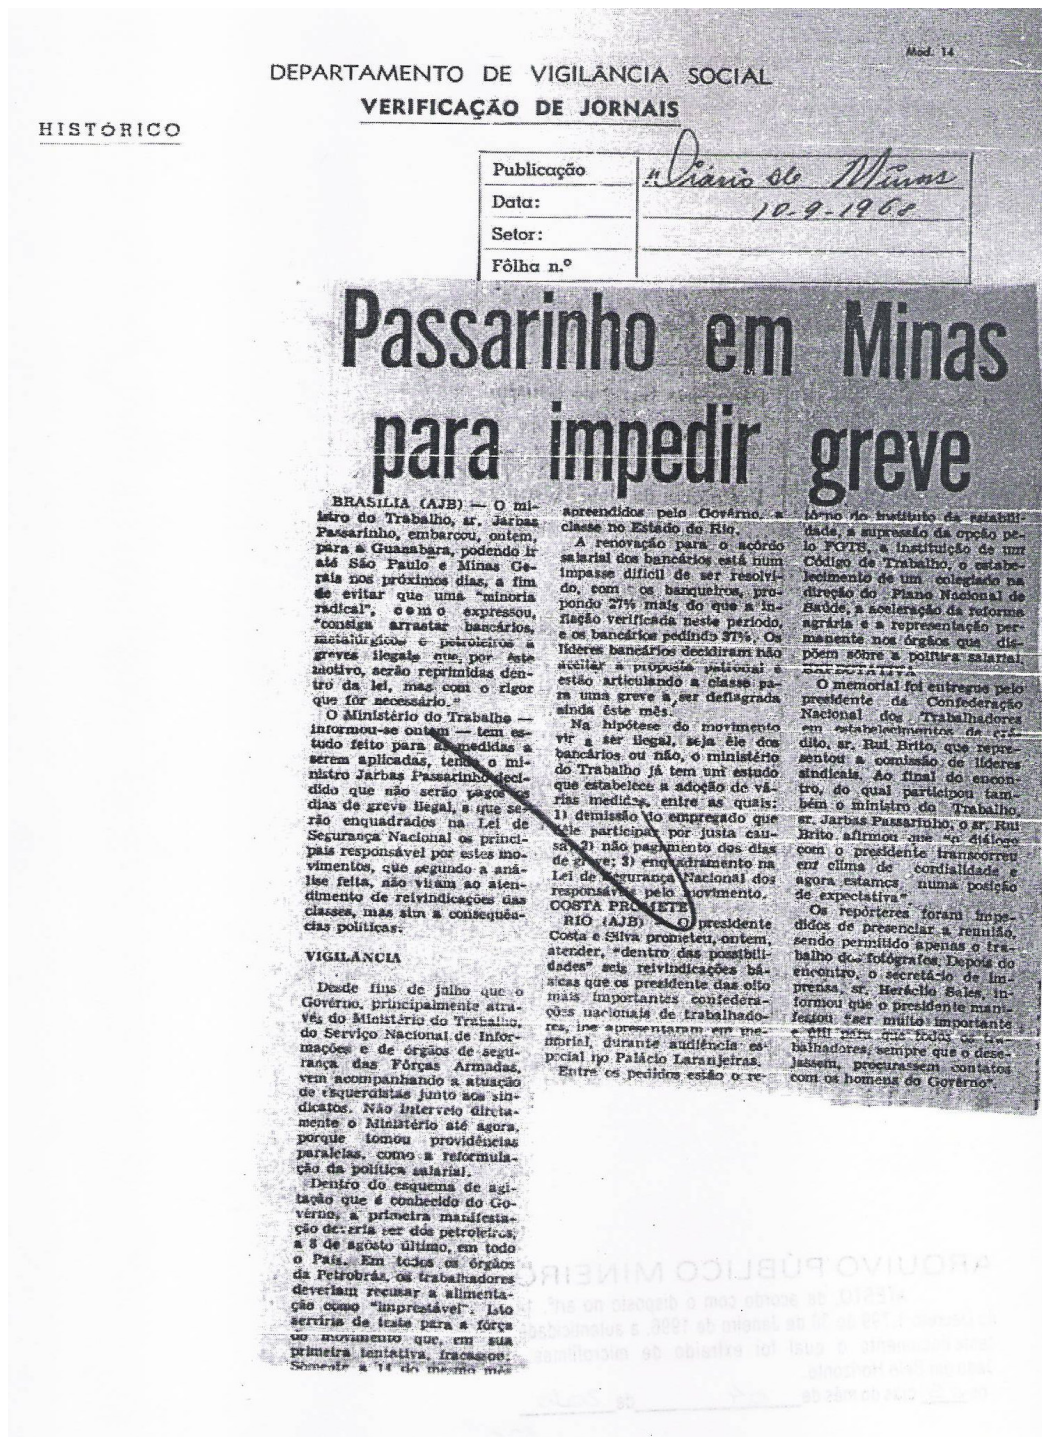 Mod. 14
DEPARTAMENTO DE VIGILÂNCIA SOCIAL
VERIFICAÇÃO DE JORNAIS
HISTÓRICO
Publicação "Diário de Minas
Data: 10-9-1968
Setor:
Fôlha n.º
Passarinho em Minas
para impedir greve
BRASÍLIA (AJB) — O mi-
nistro do Trabalho, sr. Jarbas
Passarinho, embarcou, ontem,
para a Guanabara, podendo ir
até São Paulo e Minas Ge-
rais nos próximos dias, a fim
de evitar que uma "minoria
radical", como expressou,
"consiga arrastar bancários,
metalúrgicos e petroleiros a
greves ilegais que, por êste
motivo, serão reprimidas den-
tro da lei, mas com o rigor
que fôr necessário."
O Ministério do Trabalho —
informou-se ontem — tem es-
tudo feito para as medidas a
serem aplicadas, tendo o mi-
nistro Jarbas Passarinho deci-
dido que não serão pagos os
dias de greve ilegal, e que se-
rão enquadrados na Lei de
Segurança Nacional os princi-
pais responsável por estes mo-
vimentos, que segundo a aná-
lise feita, não visam ao aten-
dimento de reivindicações das
classes, mas sim a consequên-
cias políticas.
VIGILÂNCIA
Desde fins de julho que o
Govêrno, principalmente atra-
vés do Ministério do Trabalho,
do Serviço Nacional de Infor-
mações e de órgãos de segu-
rança das Fôrças Armadas,
vem acompanhando a atuação
de esquerdistas junto aos sin-
dicatos. Não interveio direta-
mente o Ministério até agora,
porque tomou providências
paralelas, como a reformula-
ção da política salarial.
Dentro do esquema de agi-
tação que é conhecido do Go-
vêrno, a primeira manifesta-
ção deveria ser dos petroleiros,
a 8 de agôsto último, em todo
o País. Em todos os órgãos
da Petrobrás, os trabalhadores
deveriam recusar a alimenta-
ção como "imprestável". Isto
serviria de teste para a fôrça
do movimento que, em sua
primeira tentativa, fracassou.
Sòmente a 14 do mesmo mês
apreendidos pelo Govêrno, a
classe no Estado do Rio.
A renovação para o acôrdo
salarial dos bancários está num
impasse difícil de ser resolvi-
do, com os banqueiros, pro-
pondo 27% mais do que a in-
flação verificada neste período,
e os bancários pedindo 37%. Os
líderes bancários decidiram não
aceitar a proposta patronal e
estão articulando a classe pa-
ra uma greve a ser deflagrada
ainda êste mês.
Na hipótese do movimento
vir a ser ilegal, seja êle dos
bancários ou não, o ministério
do Trabalho já tem um estudo
que estabelece a adoção de vá-
rias medidas, entre as quais:
1) demissão do empregado que
dêle participar por justa cau-
sa; 2) não pagamento dos dias
de greve; 3) enquadramento na
Lei de Segurança Nacional dos
responsáveis pelo movimento.
COSTA PROMETE
RIO (AJB) — O presidente
Costa e Silva prometeu, ontem,
atender, "dentro das possibili-
dades" seis reivindicações bá-
sicas que os presidente das oito
mais importantes confedera-
ções nacionais de trabalhado-
res, lhe apresentaram em me-
morial, durante audiência es-
pecial no Palácio Laranjeiras.
Entre os pedidos estão o re-
tôrno do instituto da estabili-
dade, a supressão da opção pe-
lo FGTS, a instituição de um
Código de Trabalho, o estabe-
lecimento de um colegiado na
direção do Plano Nacional de
Saúde, a aceleração da reforma
agrária e a representação per-
manente nos órgãos que dis-
põem sôbre a política salarial.
EXPECTATIVA
O memorial foi entregue pelo
presidente da Confederação
Nacional dos Trabalhadores
em estabelecimentos de cré-
dito, sr. Rui Brito, que repre-
sentou a comissão de líderes
sindicais. Ao final do encon-
tro, do qual participou tam-
bém o ministro do Trabalho,
sr. Jarbas Passarinho, o sr. Rui
Brito afirmou que "o diálogo
com o presidente transcorreu
em clima de cordialidade e
agora estamos numa posição
de expectativa".
Os repórteres foram impe-
didos de presenciar a reunião,
sendo permitido apenas o tra-
balho dos fotógrafos. Depois do
encontro, o secretário de im-
prensa, sr. Heráclio Sales, in-
formou que o presidente mani-
festou "ser muito importante
e útil para que todos os tra-
balhadores, sempre que o dese-
jassem, procurassem contatos
com os homens do Govêrno".
ARQUIVO PÚBLICO MINEIRO